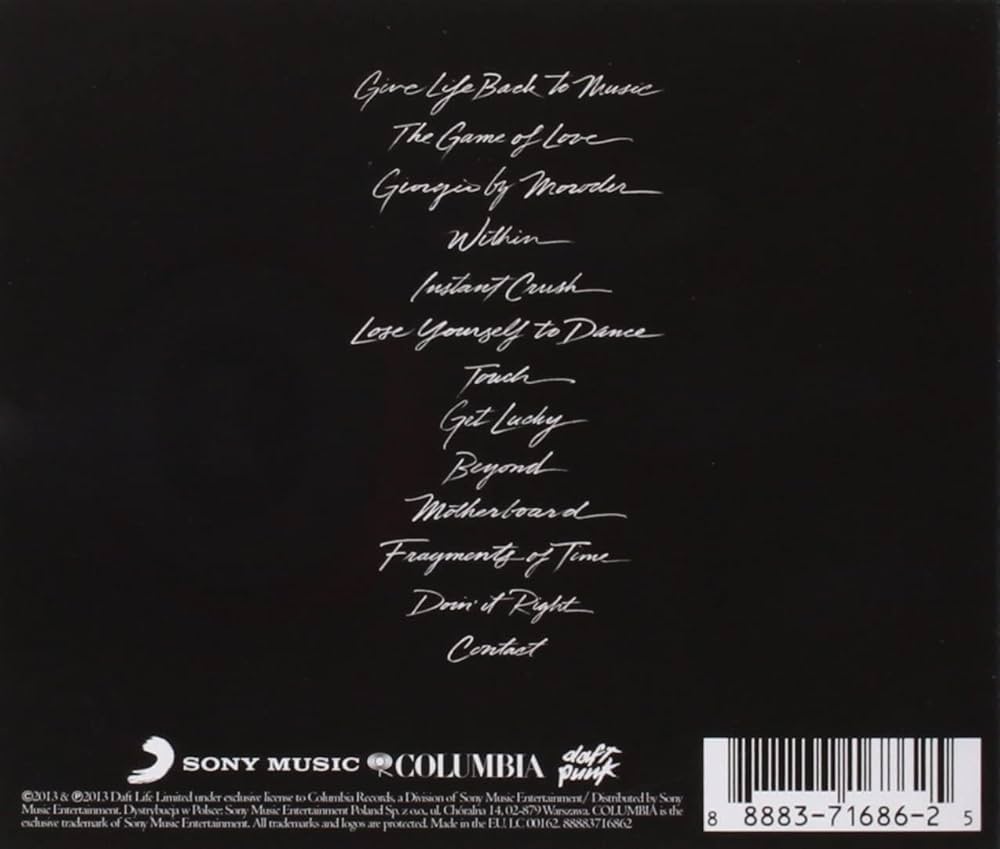 Give Life Back to Music
The Game of Love
Giorgio by Moroder
Within
Instant Crush
Lose Yourself to Dance
Touch
Get Lucky
Beyond
Motherboard
Fragments of Time
Doin' it Right
Contact
SONY MUSIC COLUMBIA daft punk
©2013 & ℗2013 Daft Life Limited under exclusive license to Columbia Records, a Division of Sony Music Entertainment/ Distributed by Sony
Music Entertainment. Dystrybucja w Polsce: Sony Music Entertainment Poland Sp. z o.o., ul. Chóralna 14, 02-879 Warszawa. COLUMBIA is the
exclusive trademark of Sony Music Entertainment. All trademarks and logos are protected. Made in the EU. LC 00162. 88883716862
8 8883-71686-2 5